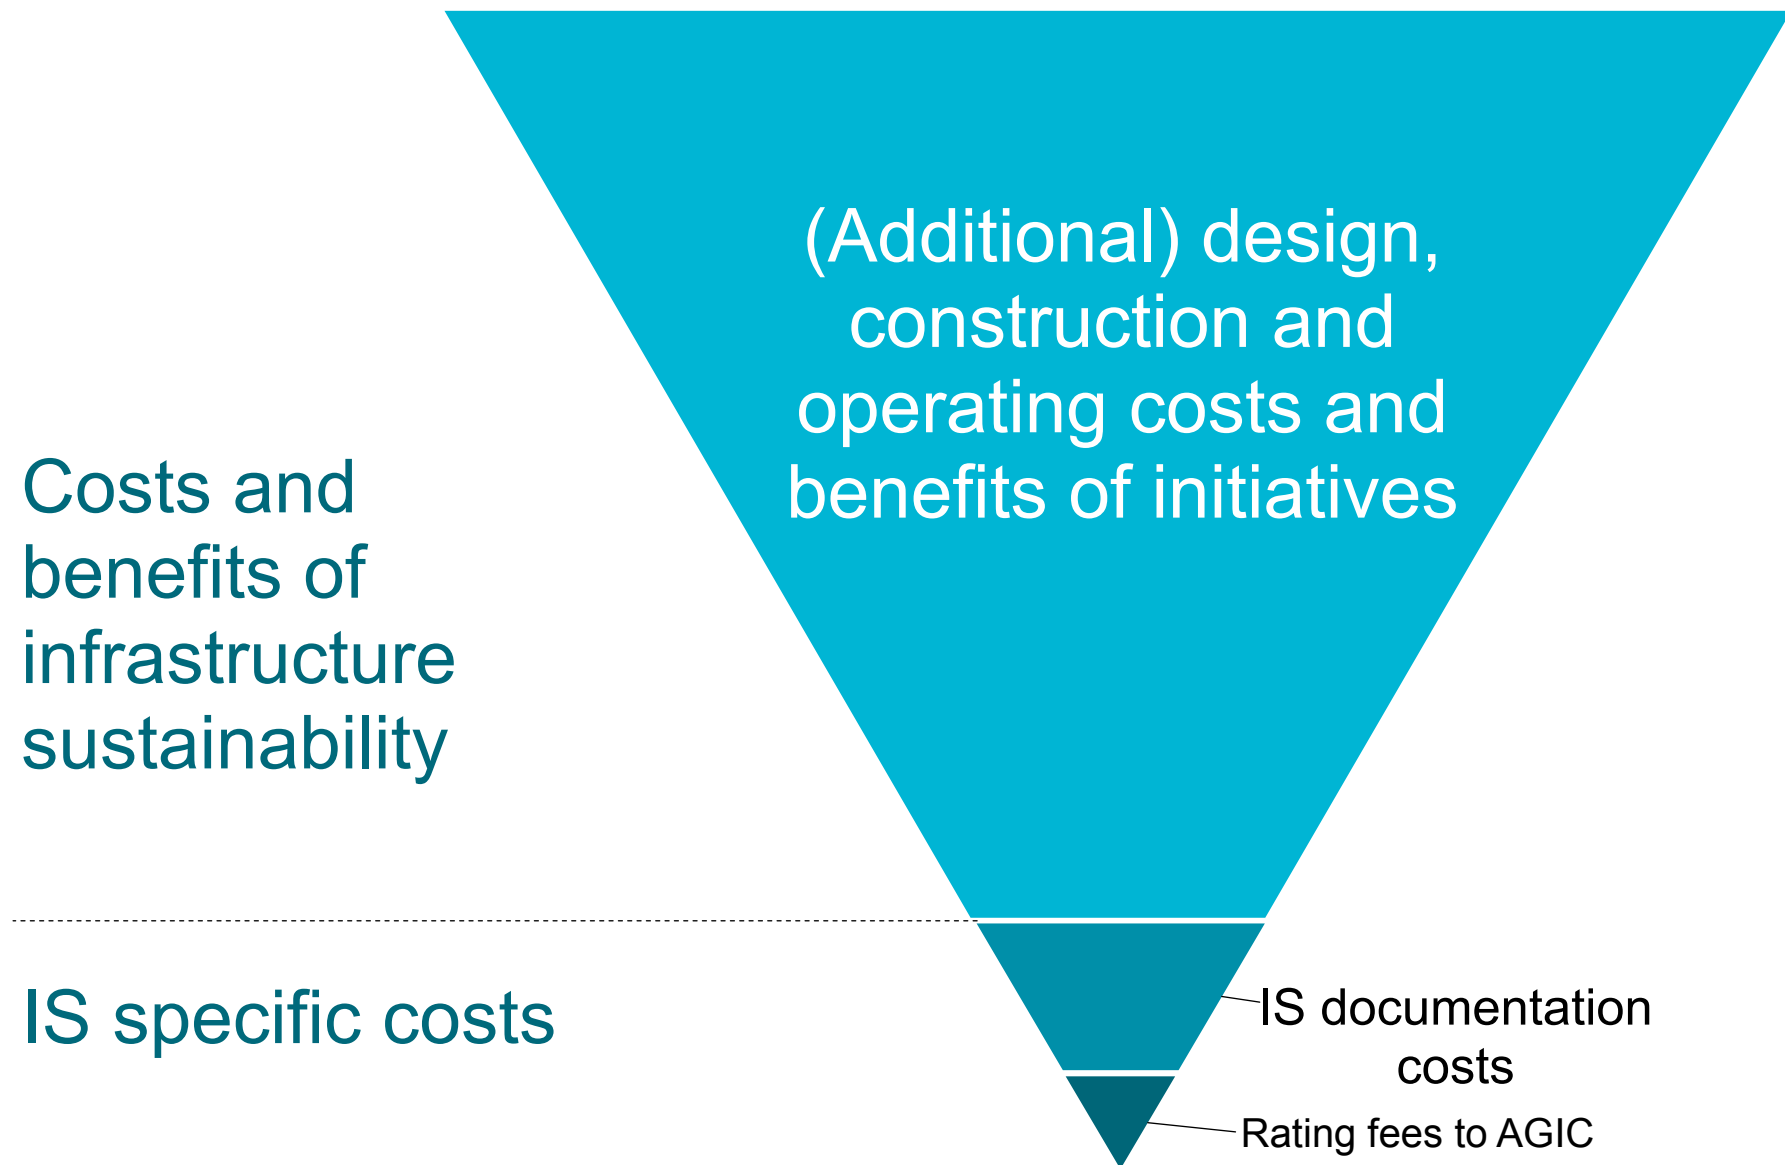 (Additional) design,
construction and
operating costs and
benefits of initiatives
Costs and
benefits of
infrastructure
sustainability
IS specific costs
IS documentation
costs
Rating fees to AGIC